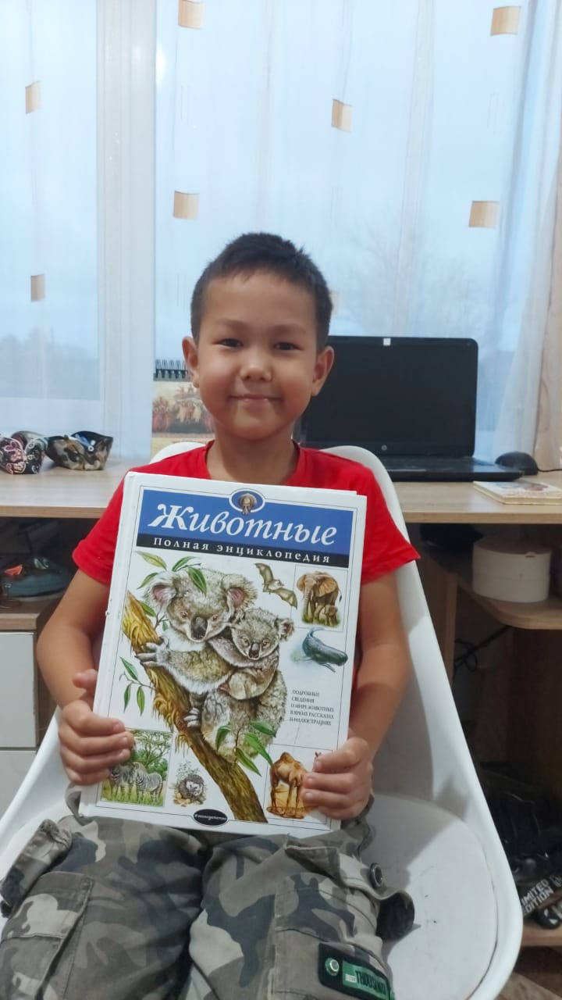 Животные
ПОЛНАЯ ЭНЦИКЛОПЕДИЯ
ПОДРОБНЫЕ
СВЕДЕНИЯ
О МИРЕ ЖИВОТНЫХ
В ЯРКИХ РАССКАЗАХ
И ИЛЛЮСТРАЦИЯХ
LIMITED
EDITION